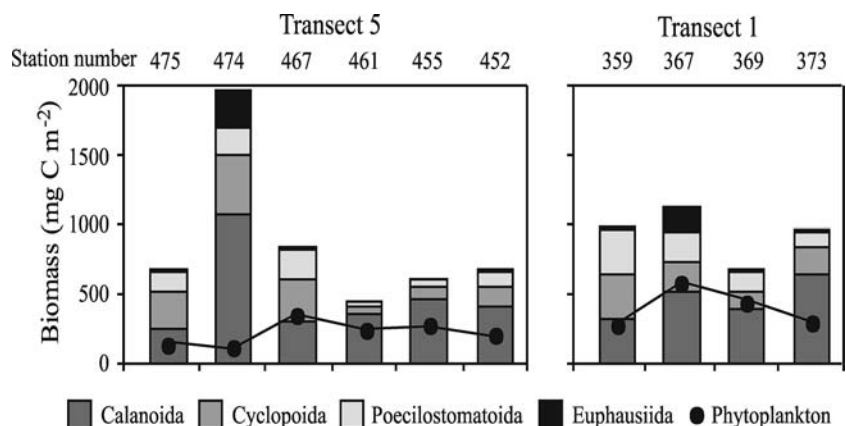 Transect 5 Transect 1
Station number 475 474 467 461 455 452 359 367 369 373
2000
1500
1000
500
0
Biomass (mg C m⁻²)
Calanoida Cyclopoida Poecilostomatoida Euphausiida Phytoplankton